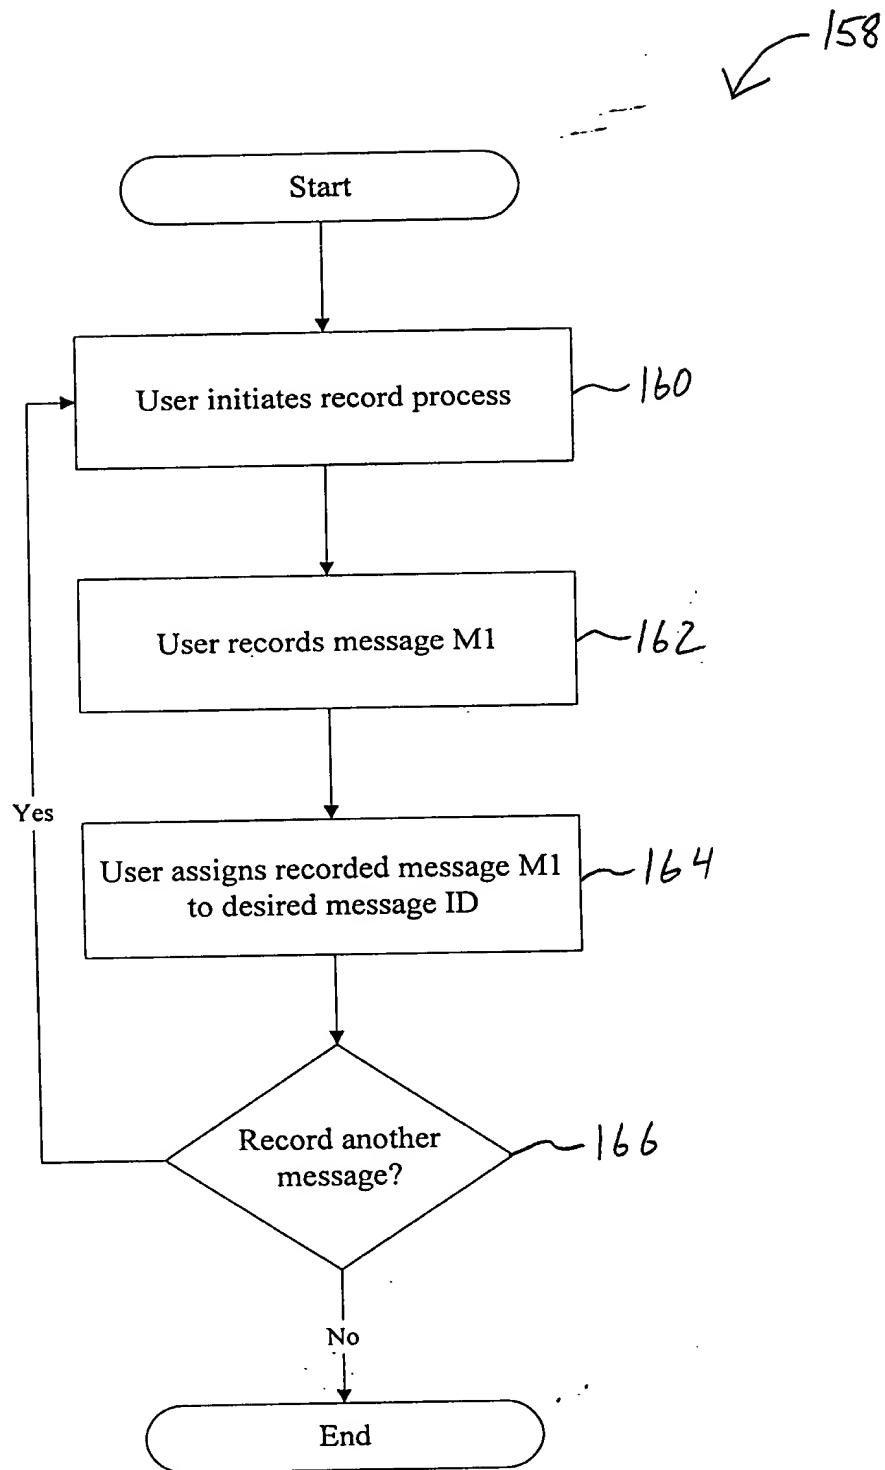 158
Start
User initiates record process
160
User records message M1
162
Yes
User assigns recorded message M1
to desired message ID
164
Record another
message?
166
No
End